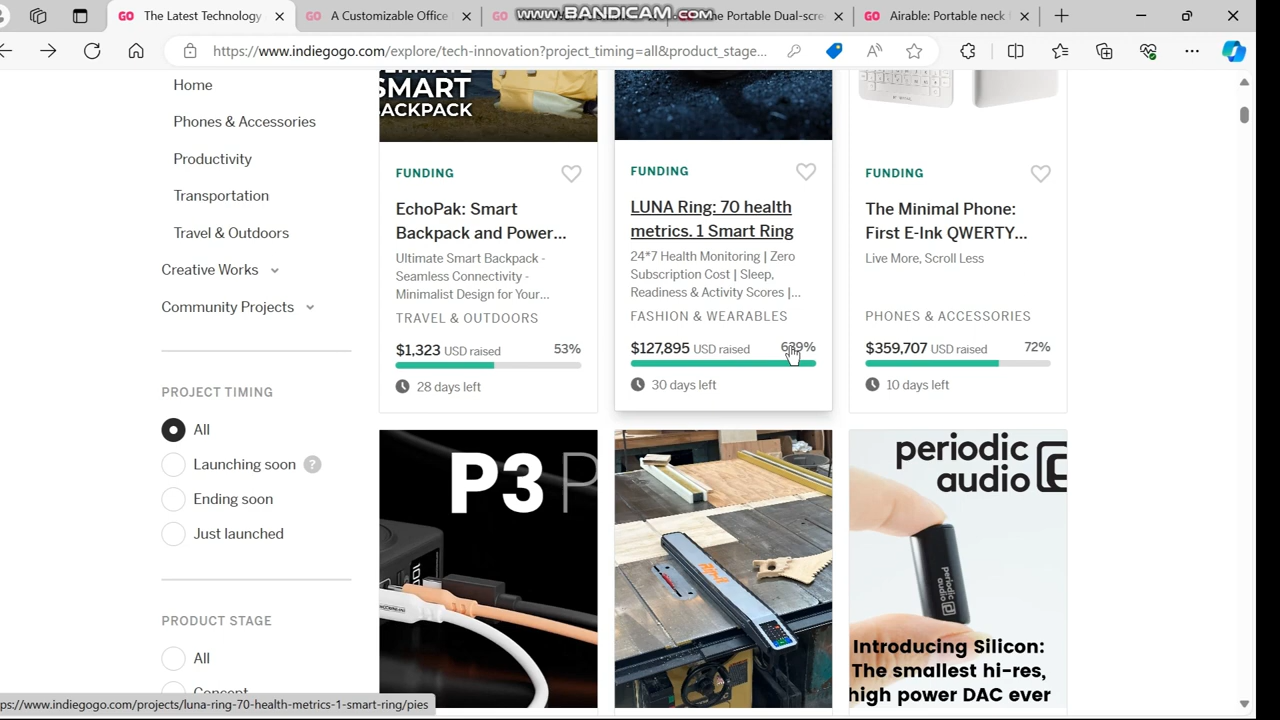 The Latest Technology
A Customizable Office
www.BANDICAM.com
he Portable Dual-scre
Airable: Portable neck
https://www.indiegogo.com/explore/tech-innovation?project_timing=all&product_stage...
Home
Phones & Accessories
Productivity
Transportation
Travel & Outdoors
Creative Works
Community Projects
PROJECT TIMING
All
Launching soon ?
Ending soon
Just launched
PRODUCT STAGE
All
Concept
SMART
BACKPACK
FUNDING
EchoPak: Smart
Backpack and Power...
Ultimate Smart Backpack -
Seamless Connectivity -
Minimalist Design for Your...
TRAVEL & OUTDOORS
$1,323 USD raised 53%
28 days left
FUNDING
LUNA Ring: 70 health
metrics. 1 Smart Ring
24*7 Health Monitoring | Zero
Subscription Cost | Sleep,
Readiness & Activity Scores |...
FASHION & WEARABLES
$127,895 USD raised 639%
30 days left
FUNDING
The Minimal Phone:
First E-Ink QWERTY...
Live More, Scroll Less
PHONES & ACCESSORIES
$359,707 USD raised 72%
10 days left
P3 P
periodic
audio
periodic
audio
Introducing Silicon:
The smallest hi-res,
high power DAC ever
ps://www.indiegogo.com/projects/luna-ring-70-health-metrics-1-smart-ring/pies